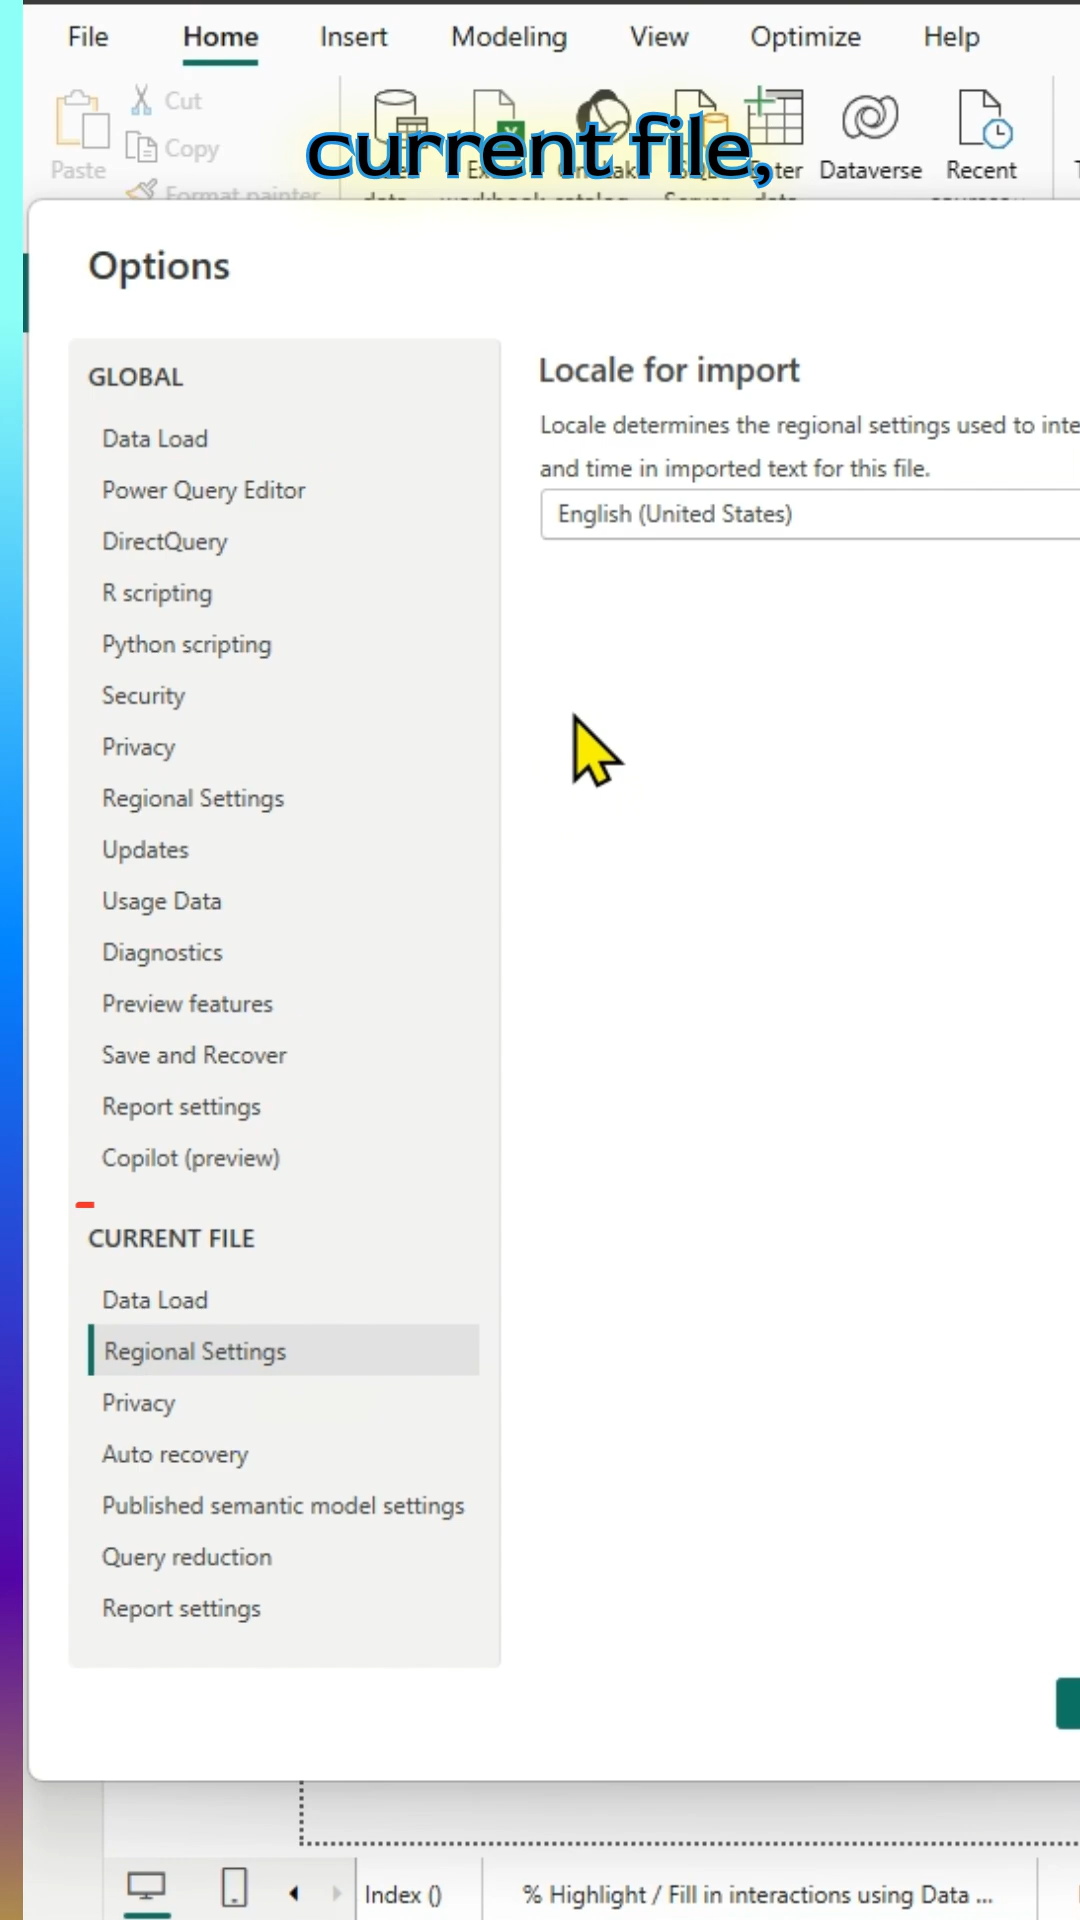 File Home Insert Modeling View Optimize Help
Cut
Copy
Paste
Format painter
current file,
Dataverse Recent
Options
GLOBAL
Data Load
Power Query Editor
DirectQuery
R scripting
Python scripting
Security
Privacy
Regional Settings
Updates
Usage Data
Diagnostics
Preview features
Save and Recover
Report settings
Copilot (preview)
CURRENT FILE
Data Load
Regional Settings
Privacy
Auto recovery
Published semantic model settings
Query reduction
Report settings
Locale for import
Locale determines the regional settings used to inte
and time in imported text for this file.
English (United States)
Index () % Highlight / Fill in interactions using Data ...